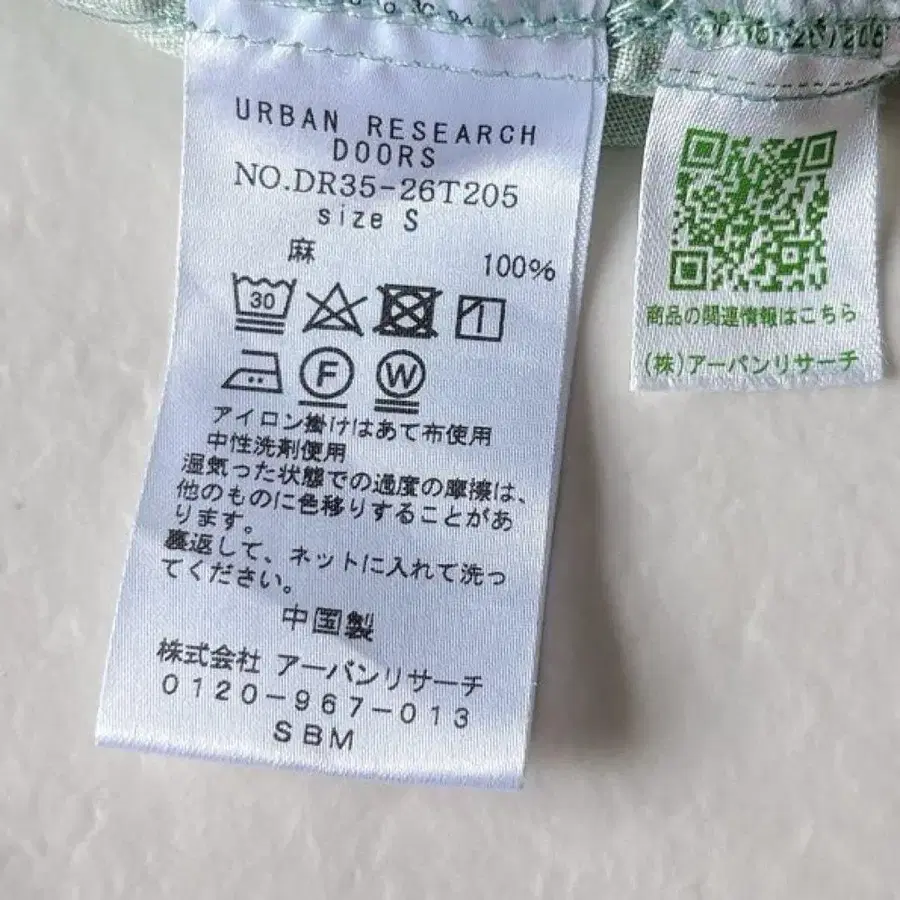 URBAN RESEARCH
DOORS
NO.DR35-26T205
size S
麻 100%
30
アイロン掛けはあて布使用
中性洗剤使用
湿気った状態での過度の摩擦は、
他のものに色移りすることがあ
ります。
裏返して、ネットに入れて洗っ
てください。
中国製
株式会社 アーバンリサーチ
0120-967-013
SBM
商品の関連情報はこちら
(株)アーバンリサーチ